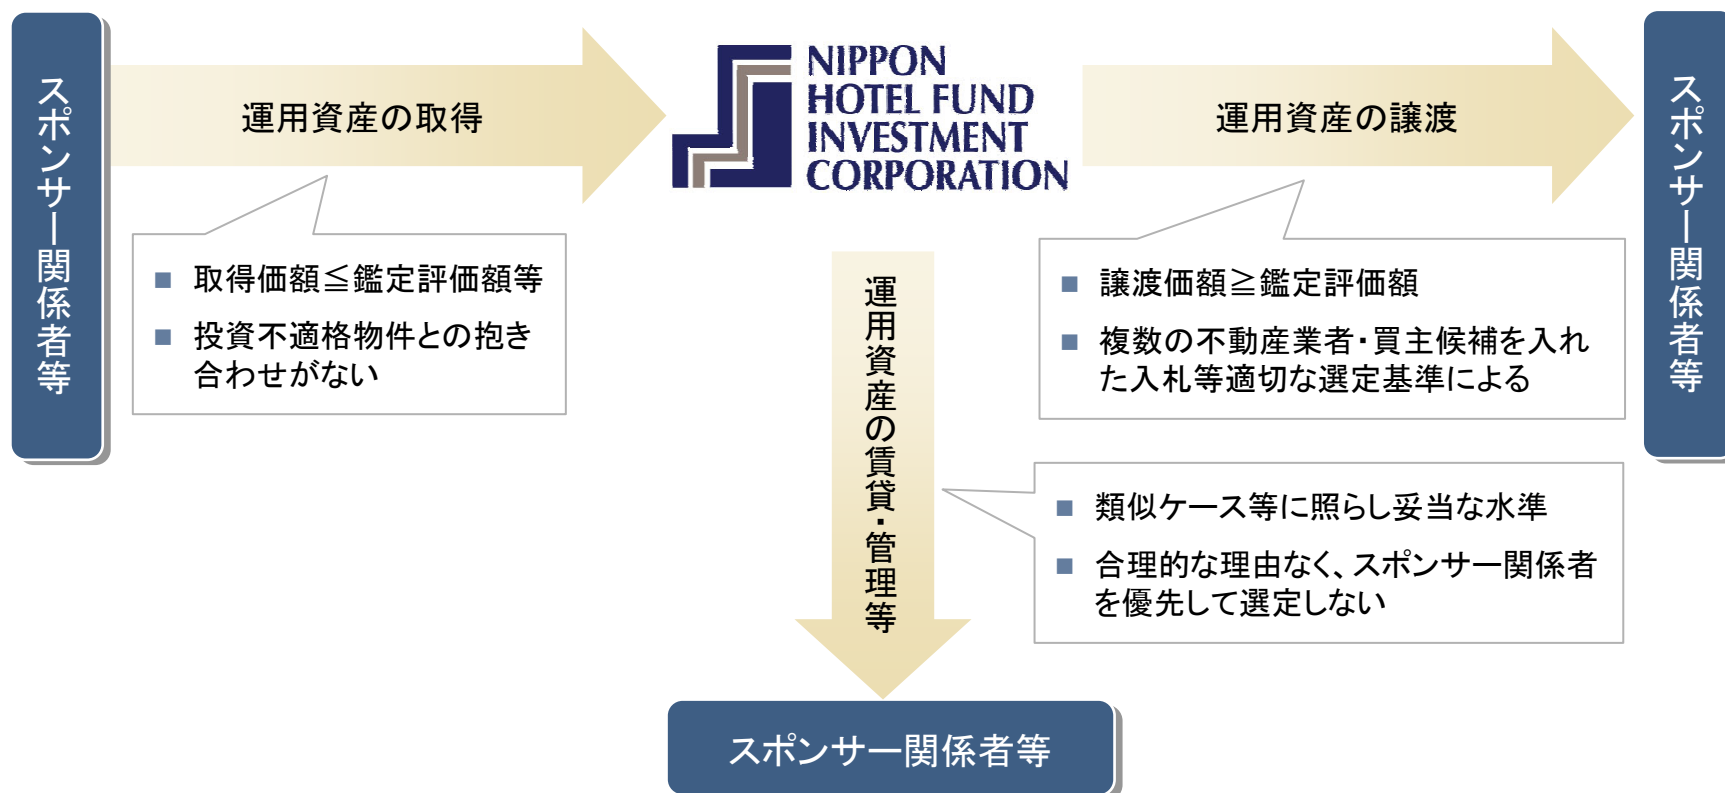 スポンサー関係者等
運用資産の取得
NIPPON
HOTEL FUND
INVESTMENT
CORPORATION
運用資産の譲渡
スポンサー関係者等
■ 取得価額≦鑑定評価額等
■ 投資不適格物件との抱き
合わせがない
運用資産の賃貸・管理等
■ 譲渡価額≧鑑定評価額
■ 複数の不動産業者・買主候補を入れ
た入札等適切な選定基準による
■ 類似ケース等に照らし妥当な水準
■ 合理的な理由なく、スポンサー関係者
を優先して選定しない
スポンサー関係者等